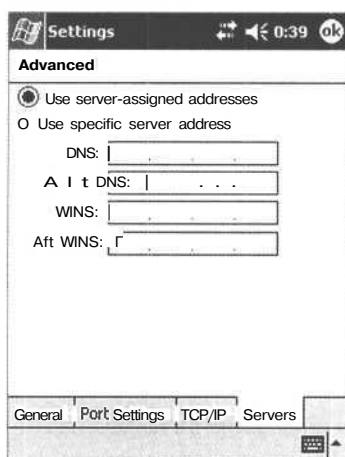 Settings 0:39 ok
Advanced
Use server-assigned addresses
O Use specific server address
DNS: . . .
Alt DNS: . . .
WINS: . . .
Aft WINS: . . .
General Port Settings TCP/IP Servers